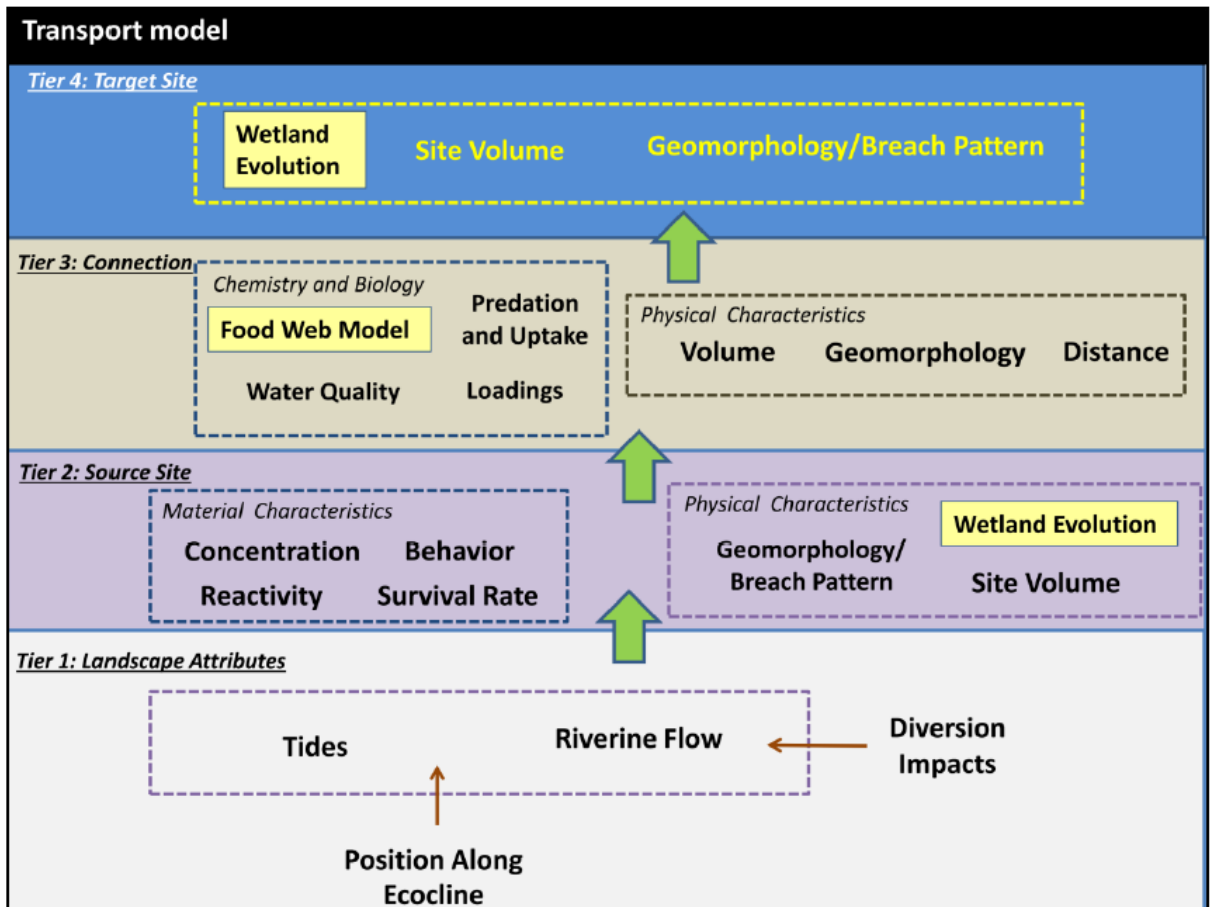 Transport model
Tier 4: Target Site
Wetland
Evolution
Site Volume
Geomorphology/Breach Pattern
Tier 3: Connection
Chemistry and Biology
Food Web Model
Predation
and Uptake
Water Quality
Loadings
Physical Characteristics
Volume
Geomorphology
Distance
Tier 2: Source Site
Material Characteristics
Concentration
Behavior
Reactivity
Survival Rate
Physical Characteristics
Wetland Evolution
Geomorphology/
Breach Pattern
Site Volume
Tier 1: Landscape Attributes
Tides
Riverine Flow
Diversion
Impacts
Position Along
Ecocline